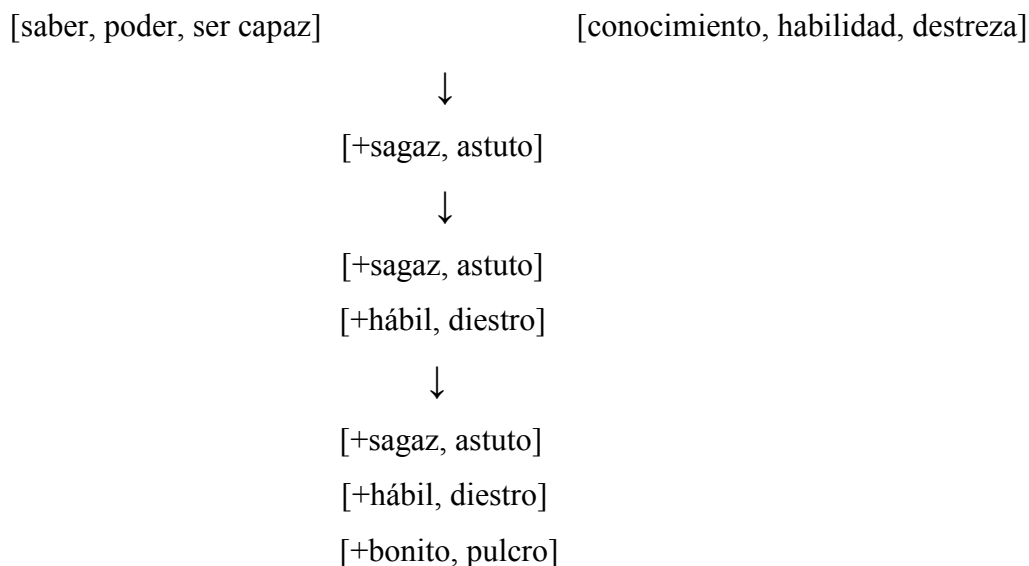 [saber, poder, ser capaz] [conocimiento, habilidad, destreza]
↓
[+sagaz, astuto]
↓
[+sagaz, astuto]
[+hábil, diestro]
↓
[+sagaz, astuto]
[+hábil, diestro]
[+bonito, pulcro]